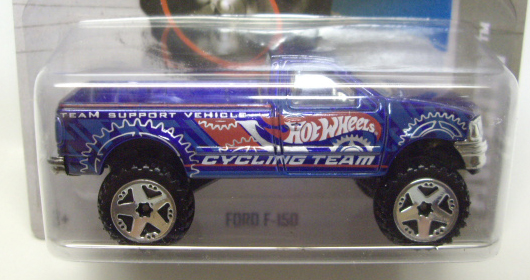 TEAM SUPPORT VEHICLE
HOT WHEELS
CYCLING TEAM
FORD F-150